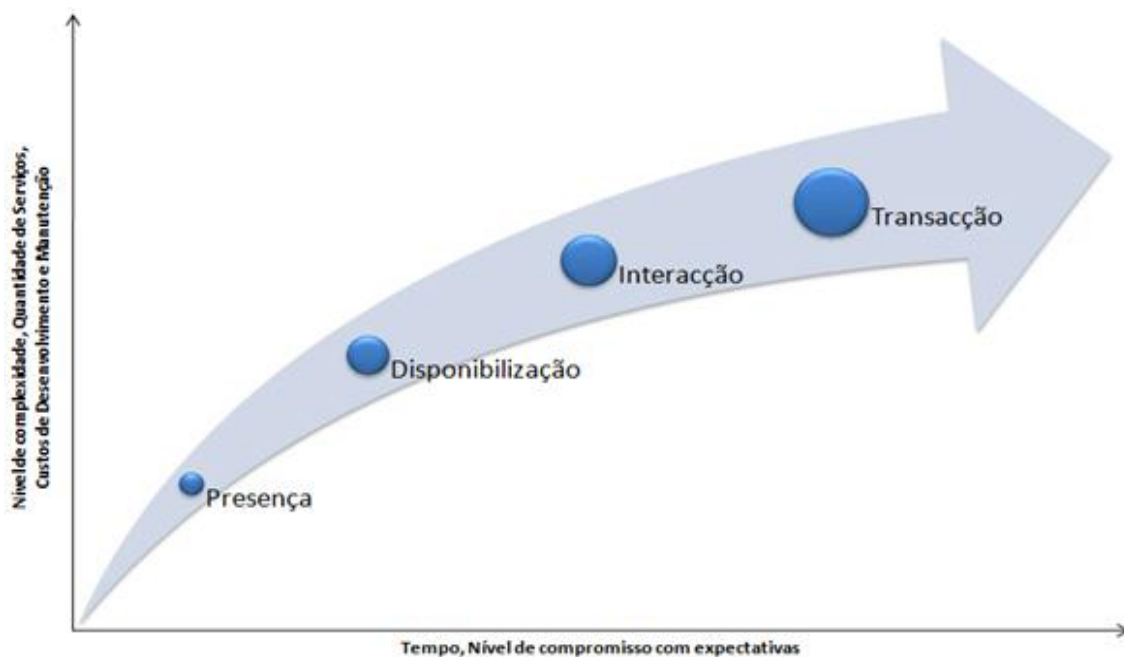 Nível de complexidade, Quantidade de Serviços,
Custos de Desenvolvimento e Manutenção
Transacção
Interacção
Disponibilização
Presença
Tempo, Nível de compromisso com expectativas